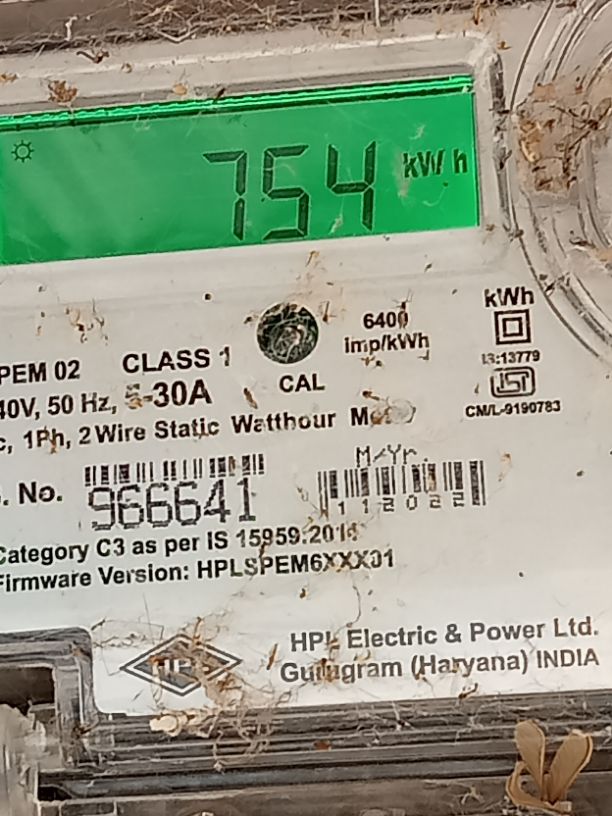 754 kWh
kWh
6400
imp/kWh
PEM 02 CLASS 1
IS:13779
CAL
40V, 50 Hz, 5-30A
ISI
CM/L-9190783
1Ph, 2 Wire Static Watthour
M/Yr.
. No. 966641
112022
Category C3 as per IS 15959:2016
Firmware Version: HPLSPEM6XXX01
HPL Electric & Power Ltd.
Gurugram (Haryana) INDIA
HPL